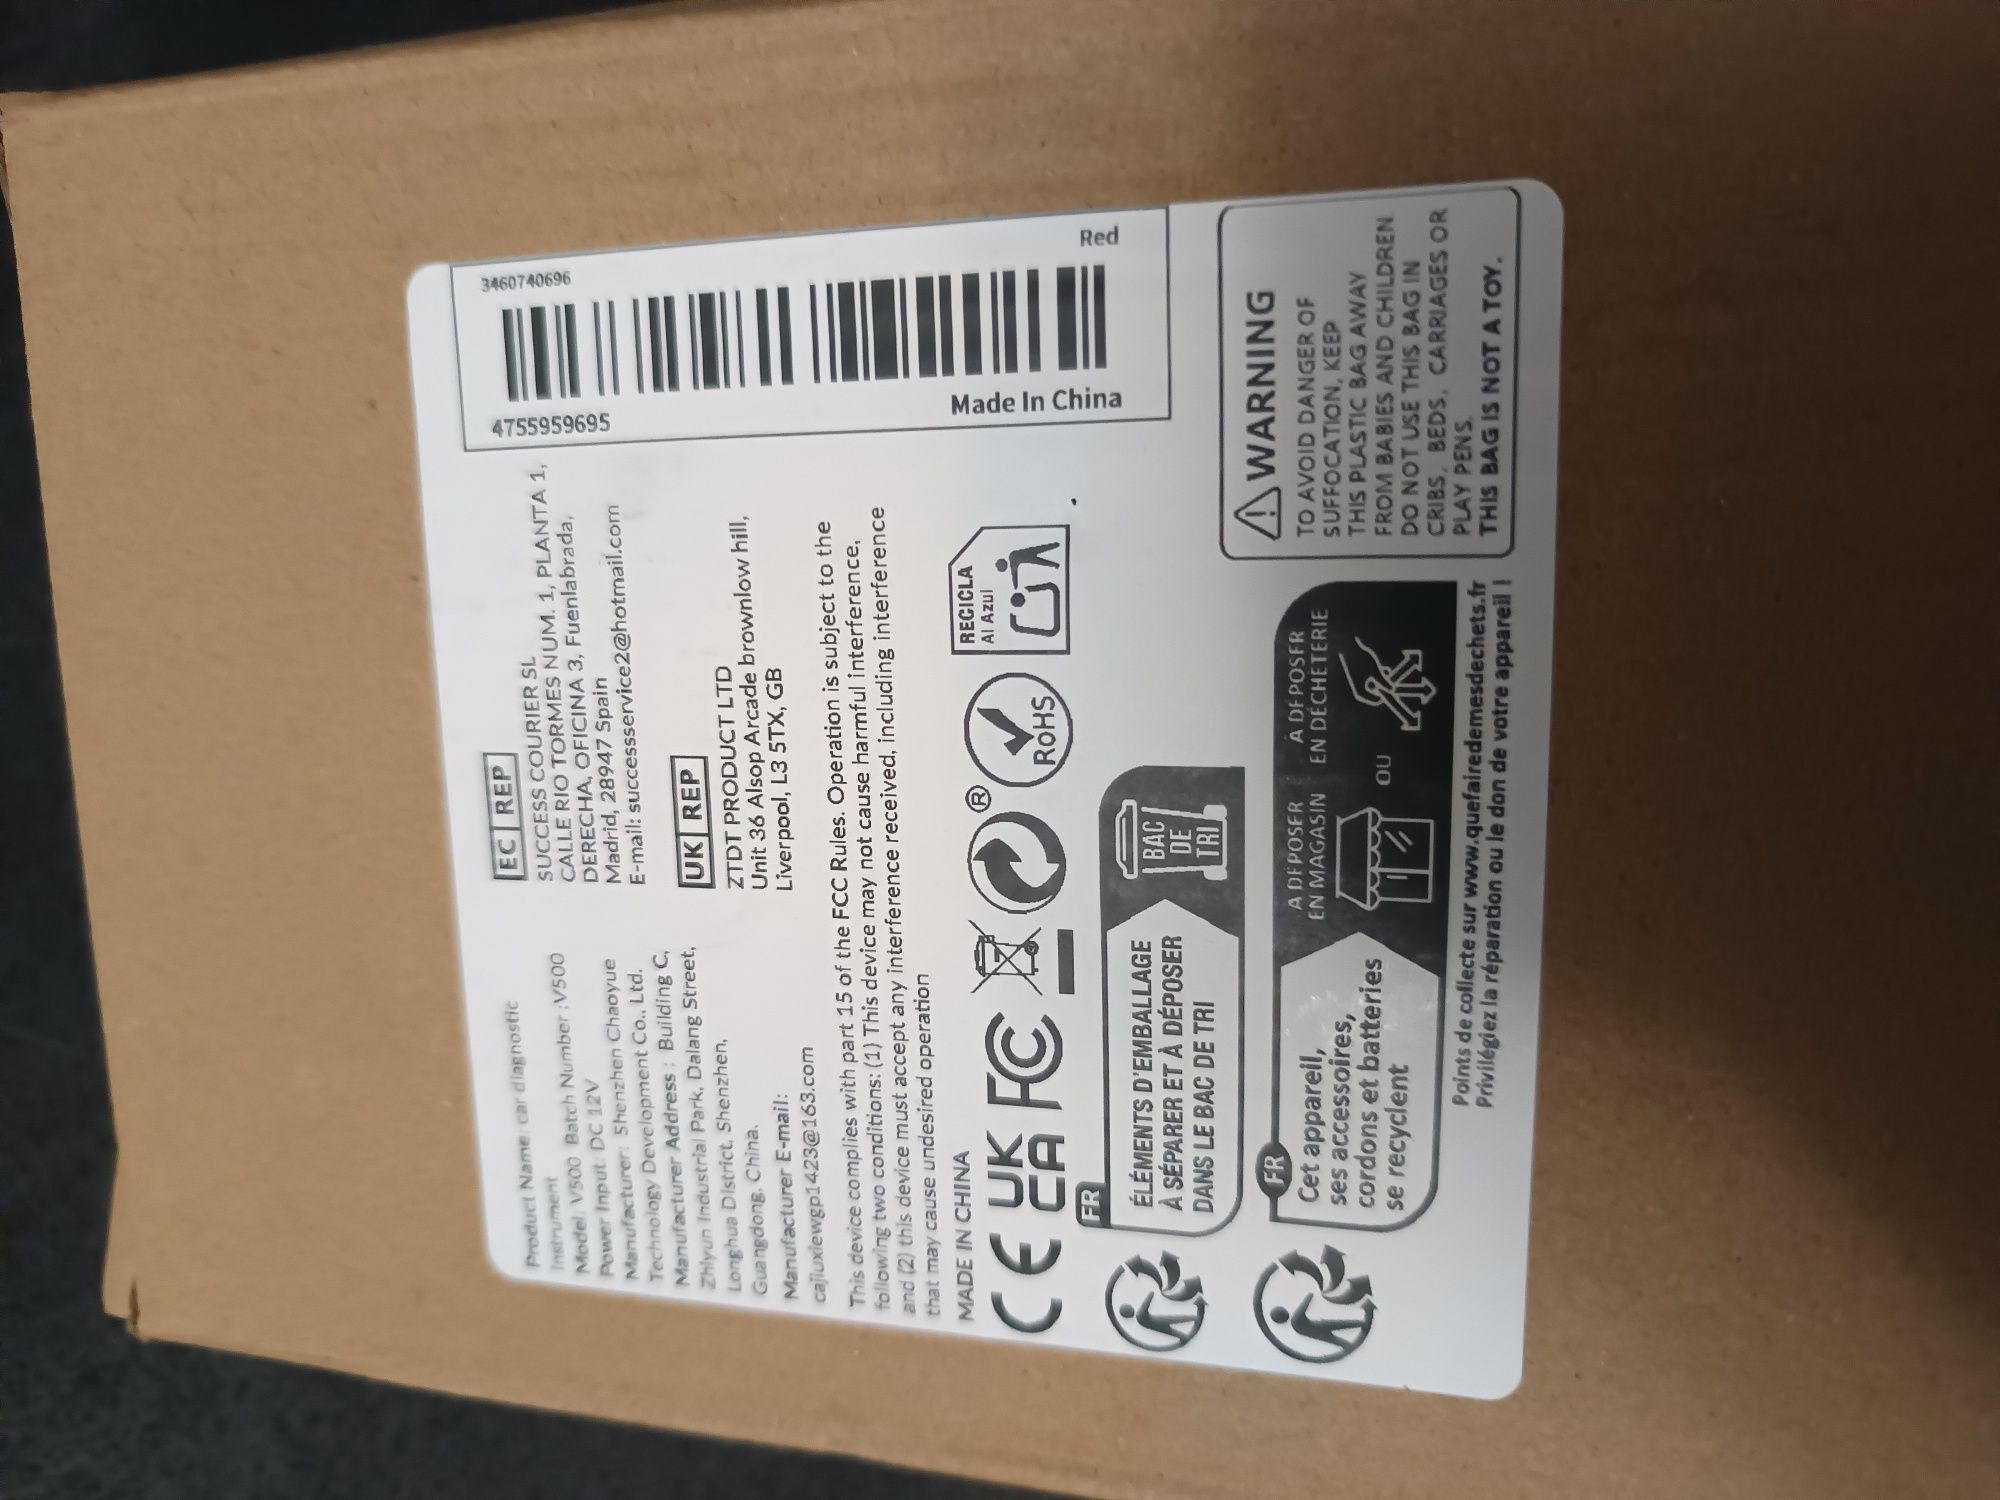 Product Name: car diagnostic
Instrument
Model: V500 Batch Number :V500
Power Input: DC 12V
Manufacturer: Shenzhen Chaoyue
Technology Development Co., Ltd.
Manufacturer Address : Building C,
Zhiyun Industrial Park, Dalang Street,
Longhua District, Shenzhen,
Guangdong, China.
Manufacturer E-mail:
cajiuxiewgp1423@163.com
EC REP
SUCCESS COURIER SL
CALLE RIO TORMES NUM. 1, PLANTA 1,
DERECHA, OFICINA 3, Fuenlabrada,
Madrid, 28947 Spain
E-mail: successservice2@hotmail.com
UK REP
ZTDT PRODUCT LTD
Unit 36 Alsop Arcade brownlow hill,
Liverpool, L3 5TX, GB
3460740696
4755959695
Made In China
Red
This device complies with part 15 of the FCC Rules. Operation is subject to the
following two conditions: (1) This device may not cause harmful interference,
and (2) this device must accept any interference received, including interference
that may cause undesired operation
MADE IN CHINA
CE UK
CA FC
®
ROHS
RECICLA
Al Azul
FR
ÉLÉMENTS D'EMBALLAGE
À SÉPARER ET À DÉPOSER
DANS LE BAC DE TRI
BAC
DE
TRI
FR
Cet appareil,
ses accessoires,
cordons et batteries
se recyclent
À DÉPOSER
EN MAGASIN
OU
À DÉPOSER
EN DÉCHÈTERIE
Points de collecte sur www.quefairedemesdechets.fr
Privilégiez la réparation ou le don de votre appareil !
WARNING
TO AVOID DANGER OF
SUFFOCATION, KEEP
THIS PLASTIC BAG AWAY
FROM BABIES AND CHILDREN.
DO NOT USE THIS BAG IN
CRIBS, BEDS, CARRIAGES OR
PLAY PENS.
THIS BAG IS NOT A TOY.